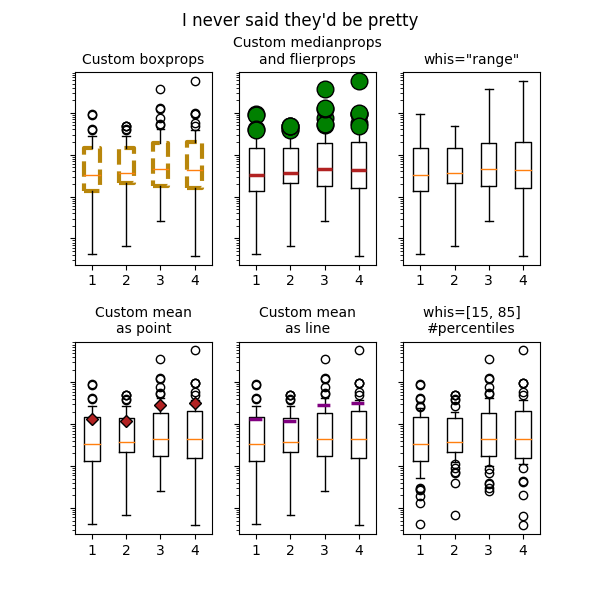 I never said they'd be pretty
Custom boxprops
Custom medianprops
and flierprops
whis="range"
1 2 3 4
1 2 3 4
1 2 3 4
Custom mean
as point
Custom mean
as line
whis=[15, 85]
#percentiles
1 2 3 4
1 2 3 4
1 2 3 4